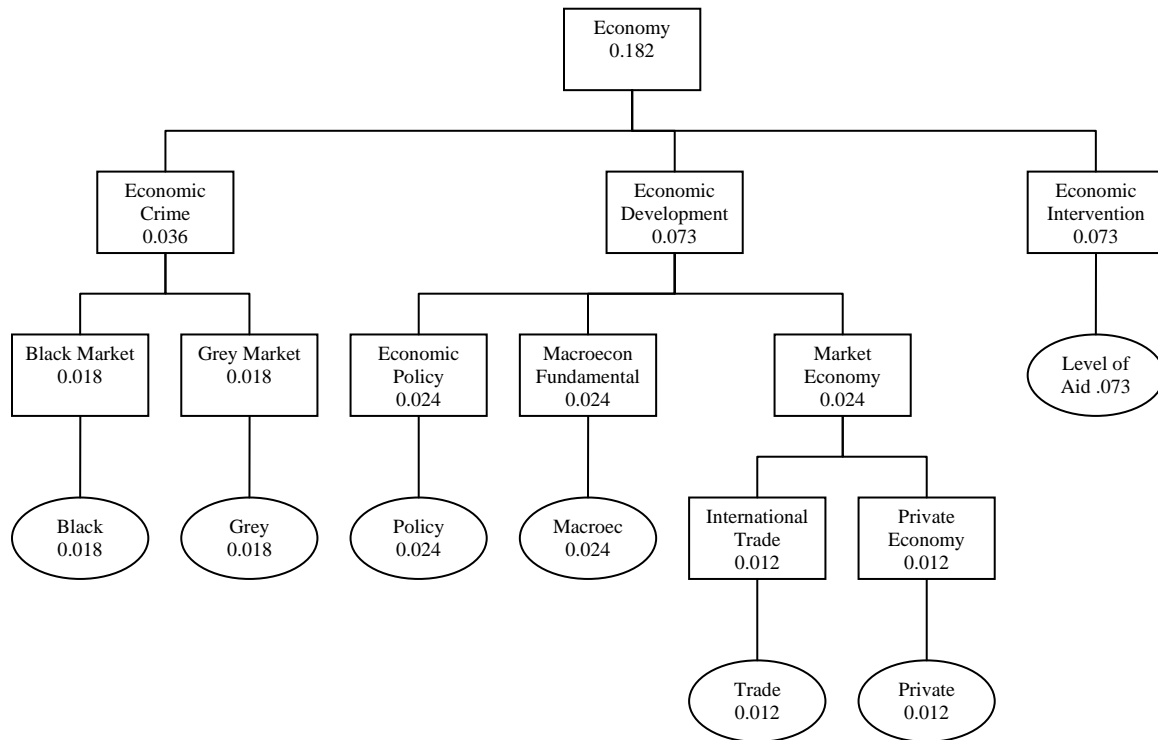 Economy
0.182
Economic
Crime
0.036
Economic
Development
0.073
Economic
Intervention
0.073
Black Market
0.018
Grey Market
0.018
Economic
Policy
0.024
Macroecon
Fundamental
0.024
Market
Economy
0.024
Level of
Aid .073
Black
0.018
Grey
0.018
Policy
0.024
Macroec
0.024
International
Trade
0.012
Private
Economy
0.012
Trade
0.012
Private
0.012